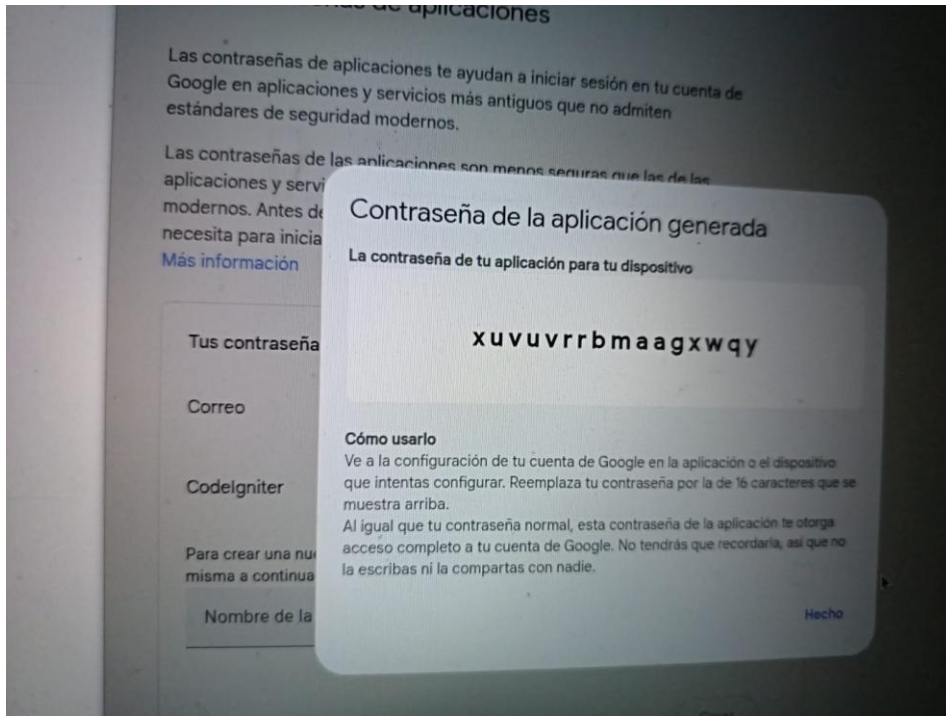 de aplicaciones
Las contraseñas de aplicaciones te ayudan a iniciar sesión en tu cuenta de
Google en aplicaciones y servicios más antiguos que no admiten
estándares de seguridad modernos.
Las contraseñas de las aplicaciones son menos seguras que las de las
aplicaciones y servi
modernos. Antes de
necesita para inicia
Más información
Tus contraseña
Correo
CodeIgniter
Para crear una nu
misma a continua
Nombre de la
Contraseña de la aplicación generada
La contraseña de tu aplicación para tu dispositivo
xuvuvrrbmaagxwqy
Cómo usarlo
Ve a la configuración de tu cuenta de Google en la aplicación o el dispositivo
que intentas configurar. Reemplaza tu contraseña por la de 16 caracteres que se
muestra arriba.
Al igual que tu contraseña normal, esta contraseña de la aplicación te otorga
acceso completo a tu cuenta de Google. No tendrás que recordarla, así que no
la escribas ni la compartas con nadie.
Hecho